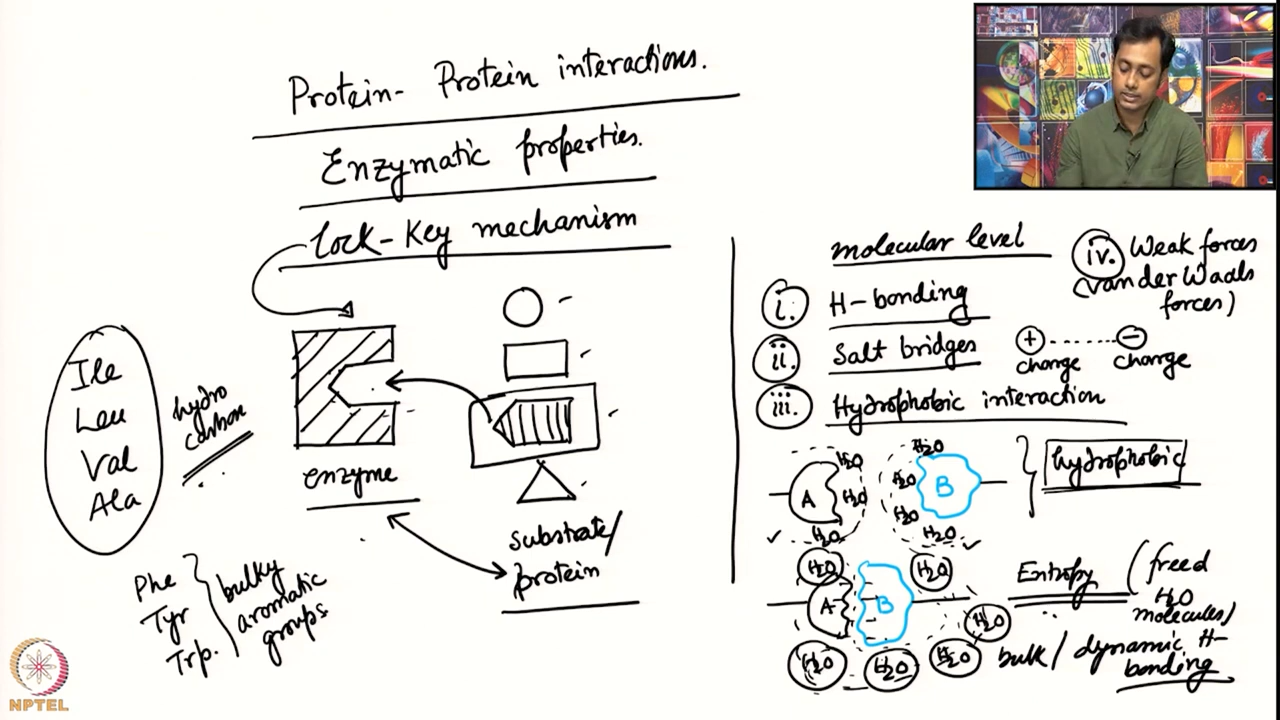 Protein- Protein interactions.
Enzymatic properties.
Lock-Key mechanism
Ile
Leu
Val
Ala
hydro
carbon
enzyme
substrate/
protein
Phe
Tyr
Trp.
bulky
aromatic
groups
molecular level
i. H-bonding
ii. Salt bridges
+ -
charge charge
iii. Hydrophobic interaction
iv. Weak forces
(van der Waals
forces)
A
H2O
H2O
H2O
B
H2O
H2O
H2O
H2O
hydrophobic
A B
H2O
H2O
H2O
H2O
H2O
H2O
Entropy (freed
H2O
molecules)
bulk/ dynamic H-
bonding
NPTEL